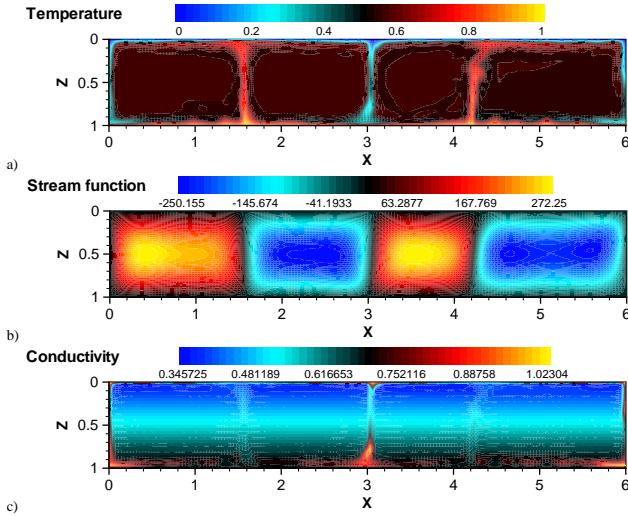 Temperature
0 0.2 0.4 0.6 0.8 1
0
0.5
1
Z
0 1 2 3 4 5 6
X
a)
Stream function
-250.155 -145.674 -41.1933 63.2877 167.769 272.25
0
0.5
1
Z
0 1 2 3 4 5 6
X
b)
Conductivity
0.345725 0.481189 0.616653 0.752116 0.88758 1.02304
0
0.5
1
Z
0 1 2 3 4 5 6
X
c)